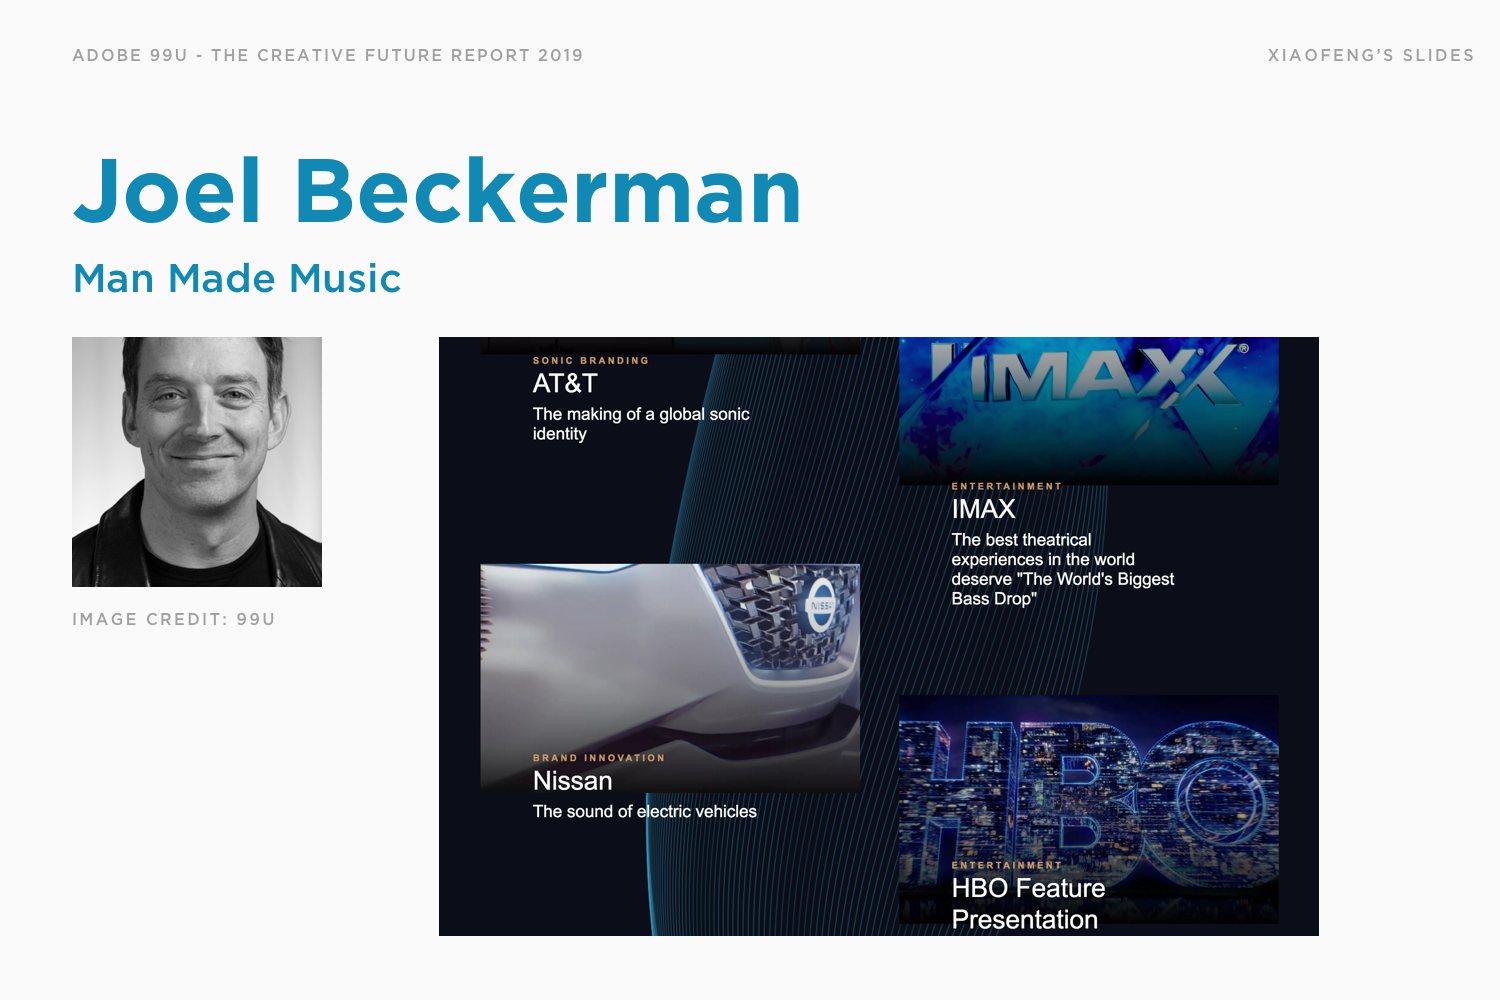 ADOBE 99U - THE CREATIVE FUTURE REPORT 2019
XIAOFENG’S SLIDES
Joel Beckerman
Man Made Music
IMAGE CREDIT: 99U
SONIC BRANDING
AT&T
The making of a global sonic
identity
BRAND INNOVATION
NISSAN
Nissan
The sound of electric vehicles
IMAX®
ENTERTAINMENT
IMAX
The best theatrical
experiences in the world
deserve "The World's Biggest
Bass Drop"
HBO
ENTERTAINMENT
HBO Feature
Presentation